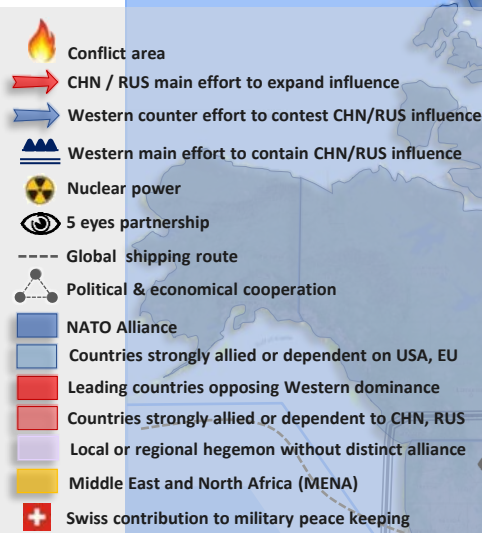 Conflict area
CHN / RUS main effort to expand influence
Western counter effort to contest CHN/RUS influence
Western main effort to contain CHN/RUS influence
Nuclear power
5 eyes partnership
Global shipping route
Political & economical cooperation
NATO Alliance
Countries strongly allied or dependent on USA, EU
Leading countries opposing Western dominance
Countries strongly allied or dependent to CHN, RUS
Local or regional hegemon without distinct alliance
Middle East and North Africa (MENA)
Swiss contribution to military peace keeping